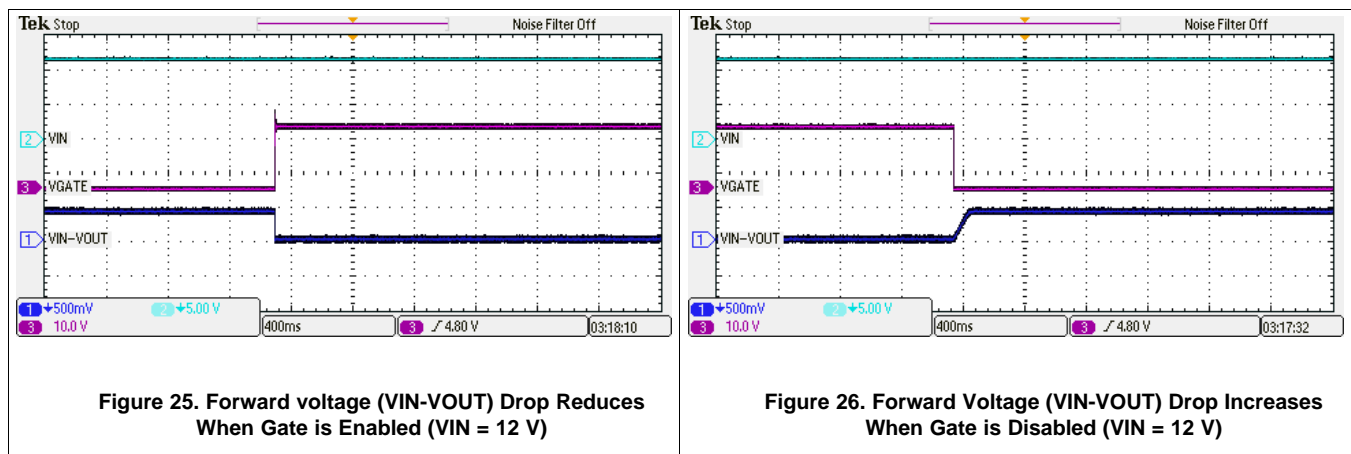 Tek Stop Noise Filter Off
2 VIN
3 VGATE
1 VIN-VOUT
1 500mV 2 5.00 V
3 10.0 V 400ms 3 4.80 V 03:18:10
Figure 25. Forward voltage (VIN-VOUT) Drop Reduces
When Gate is Enabled (VIN = 12 V)
Tek Stop Noise Filter Off
2 VIN
3 VGATE
1 VIN-VOUT
1 500mV 2 5.00 V
3 10.0 V 400ms 3 4.80 V 03:17:32
Figure 26. Forward Voltage (VIN-VOUT) Drop Increases
When Gate is Disabled (VIN = 12 V)